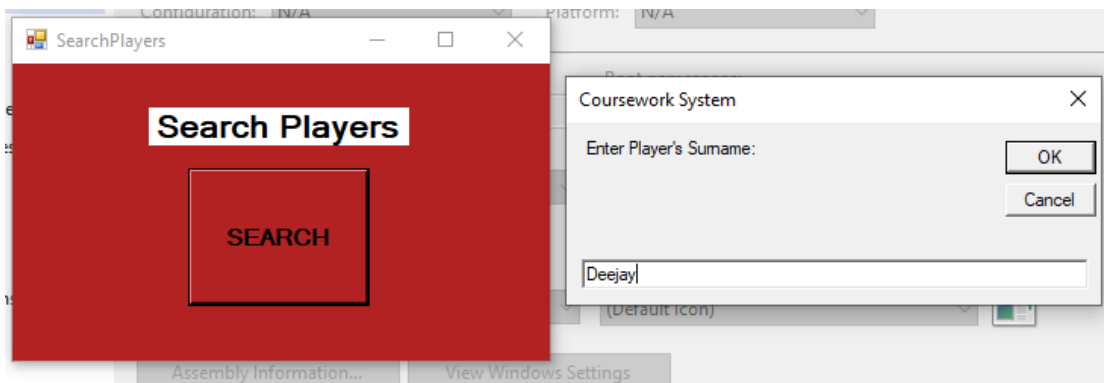 Configuration: N/A
Platform: N/A
SearchPlayers
Search Players
SEARCH
Coursework System
Enter Player's Surname:
OK
Cancel
Deejay
(Default Icon)
Assembly Information...
View Windows Settings